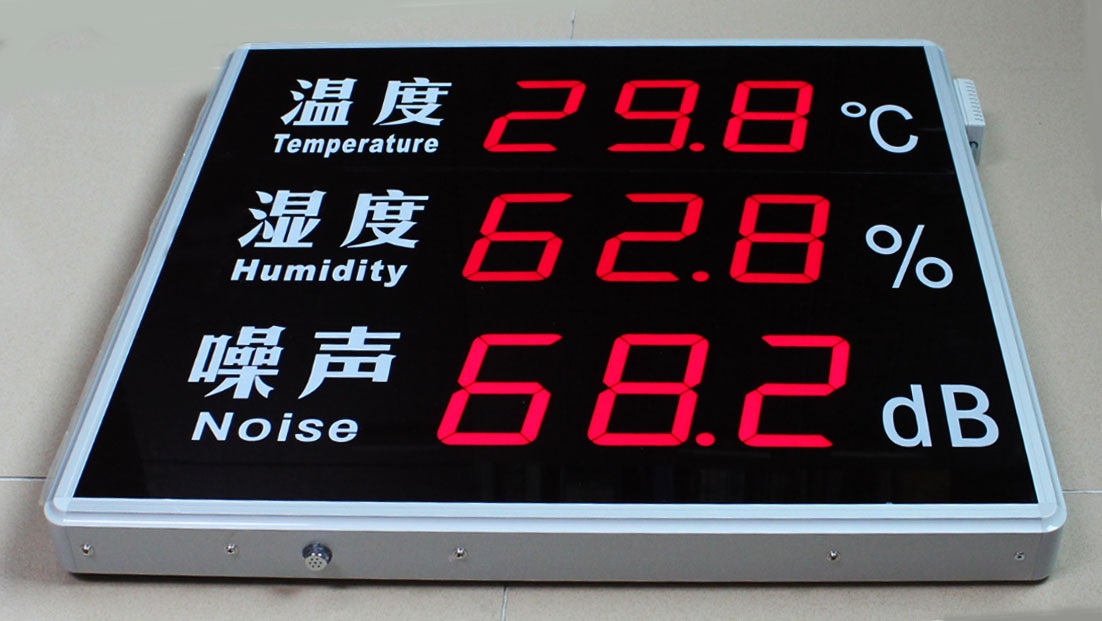 温度 29.8 °C
Temperature
湿度 62.8 %
Humidity
噪声 68.2 dB
Noise